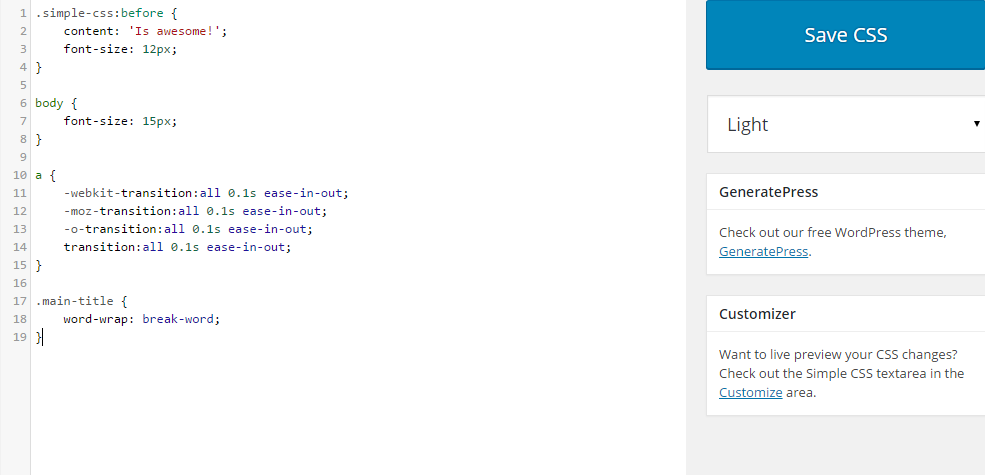 1 .simple-css:before {
2 content: 'Is awesome!';
3 font-size: 12px;
4 }
5
6 body {
7 font-size: 15px;
8 }
9
10 a {
11 -webkit-transition:all 0.1s ease-in-out;
12 -moz-transition:all 0.1s ease-in-out;
13 -o-transition:all 0.1s ease-in-out;
14 transition:all 0.1s ease-in-out;
15 }
16
17 .main-title {
18 word-wrap: break-word;
19 }
Save CSS
Light
GeneratePress
Check out our free WordPress theme,
GeneratePress.
Customizer
Want to live preview your CSS changes?
Check out the Simple CSS textarea in the
Customize area.